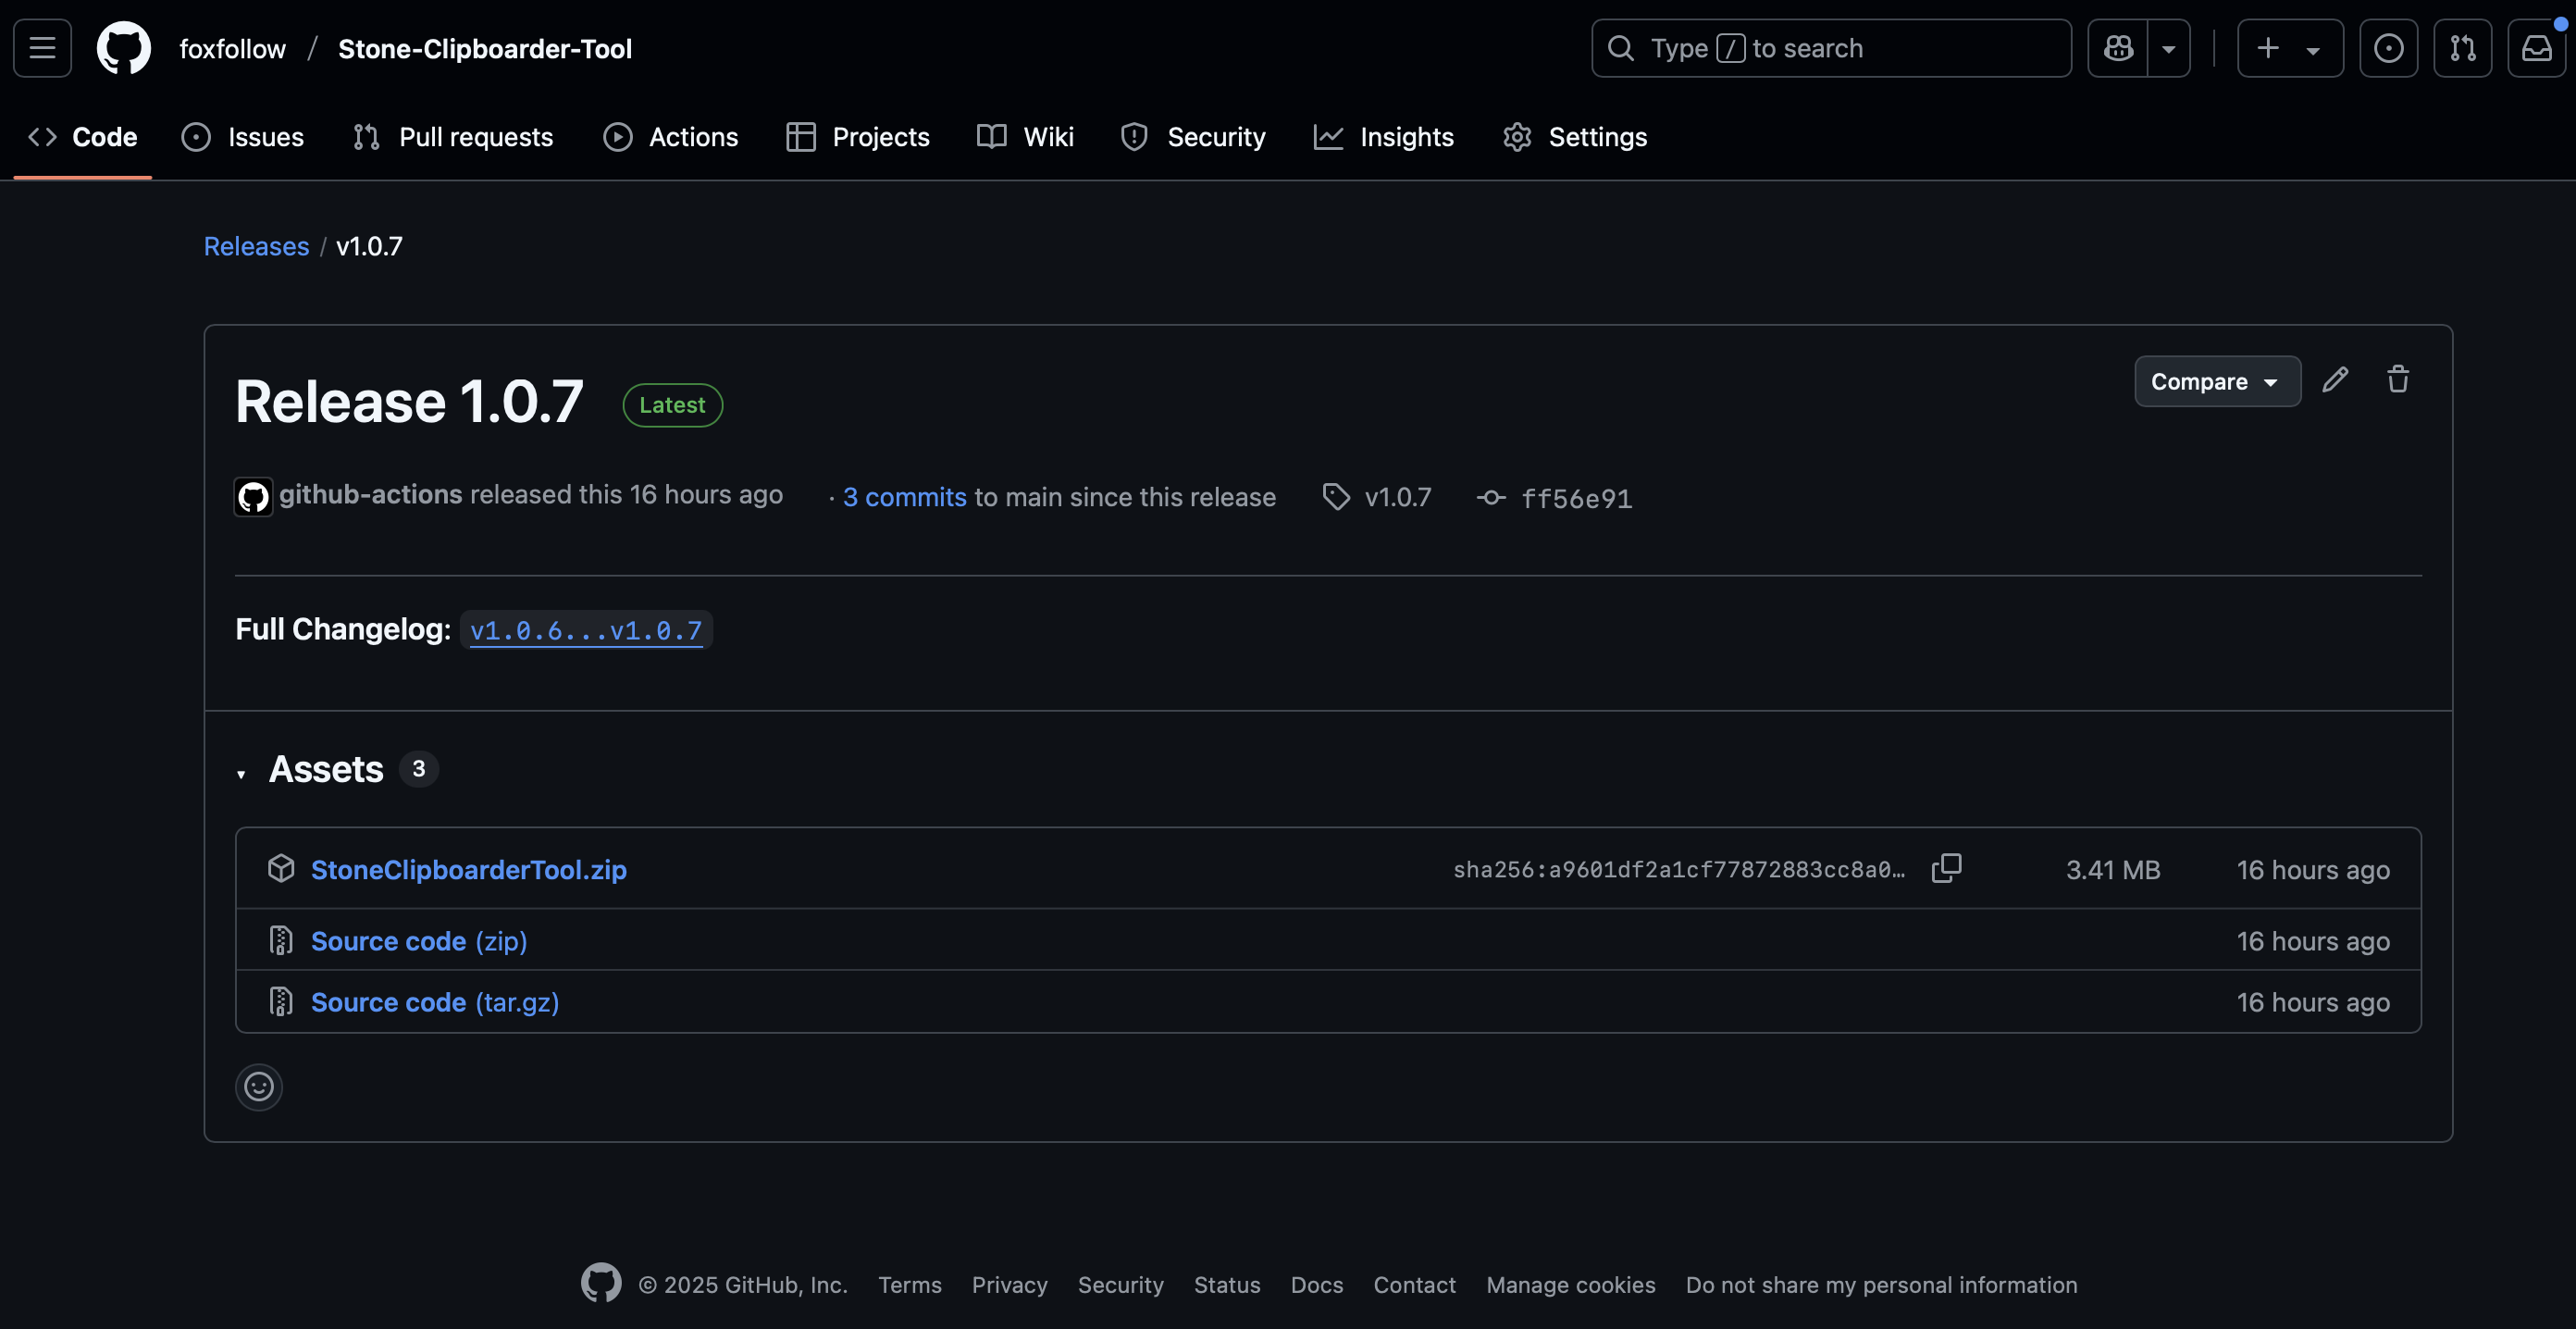 foxfollow / Stone-Clipboarder-Tool
Type / to search
Code Issues Pull requests Actions Projects Wiki Security Insights Settings
Releases / v1.0.7
Release 1.0.7 Latest
Compare
github-actions released this 16 hours ago · 3 commits to main since this release v1.0.7 ff56e91
Full Changelog: v1.0.6...v1.0.7
Assets 3
StoneClipboarderTool.zip sha256:a9601df2a1cf77872883cc8a0… 3.41 MB 16 hours ago
Source code (zip) 16 hours ago
Source code (tar.gz) 16 hours ago
© 2025 GitHub, Inc. Terms Privacy Security Status Docs Contact Manage cookies Do not share my personal information